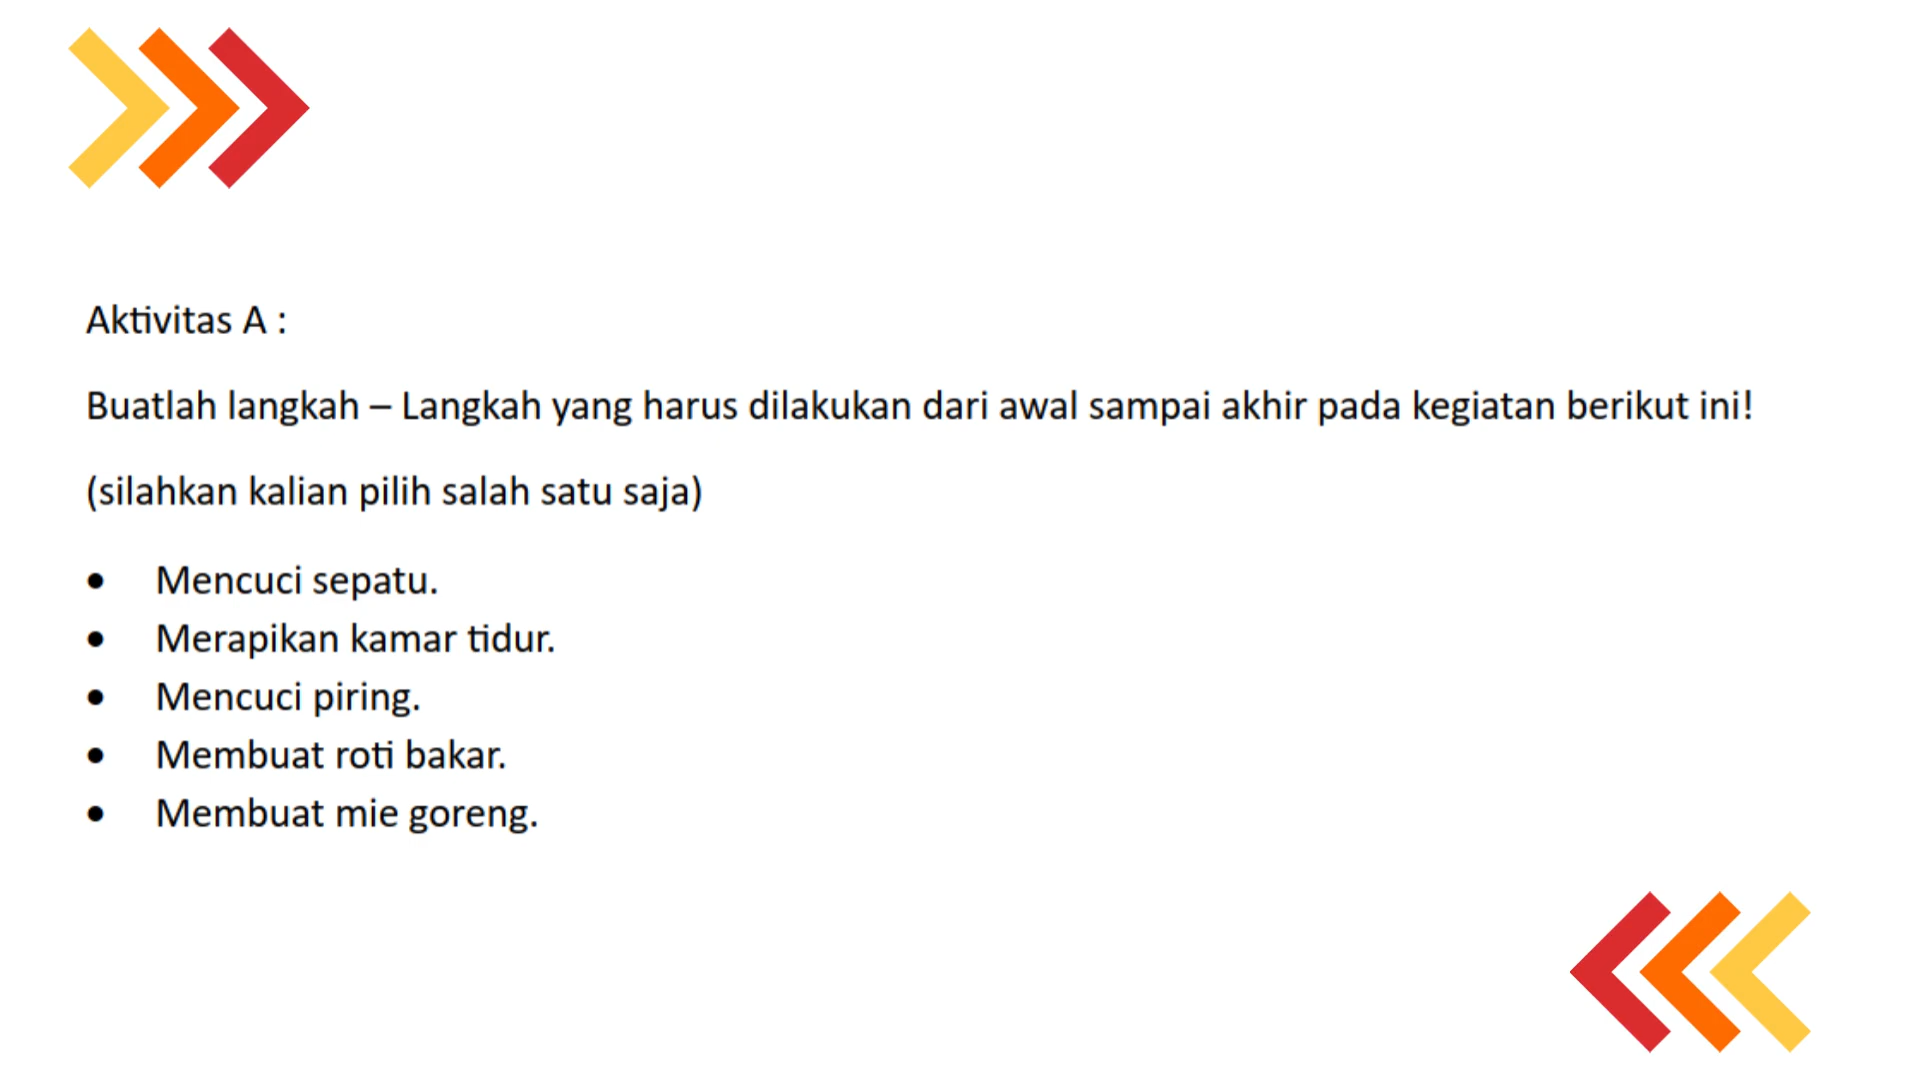 Aktivitas A :
Buatlah langkah – Langkah yang harus dilakukan dari awal sampai akhir pada kegiatan berikut ini!
(silahkan kalian pilih salah satu saja)
• Mencuci sepatu.
• Merapikan kamar tidur.
• Mencuci piring.
• Membuat roti bakar.
• Membuat mie goreng.